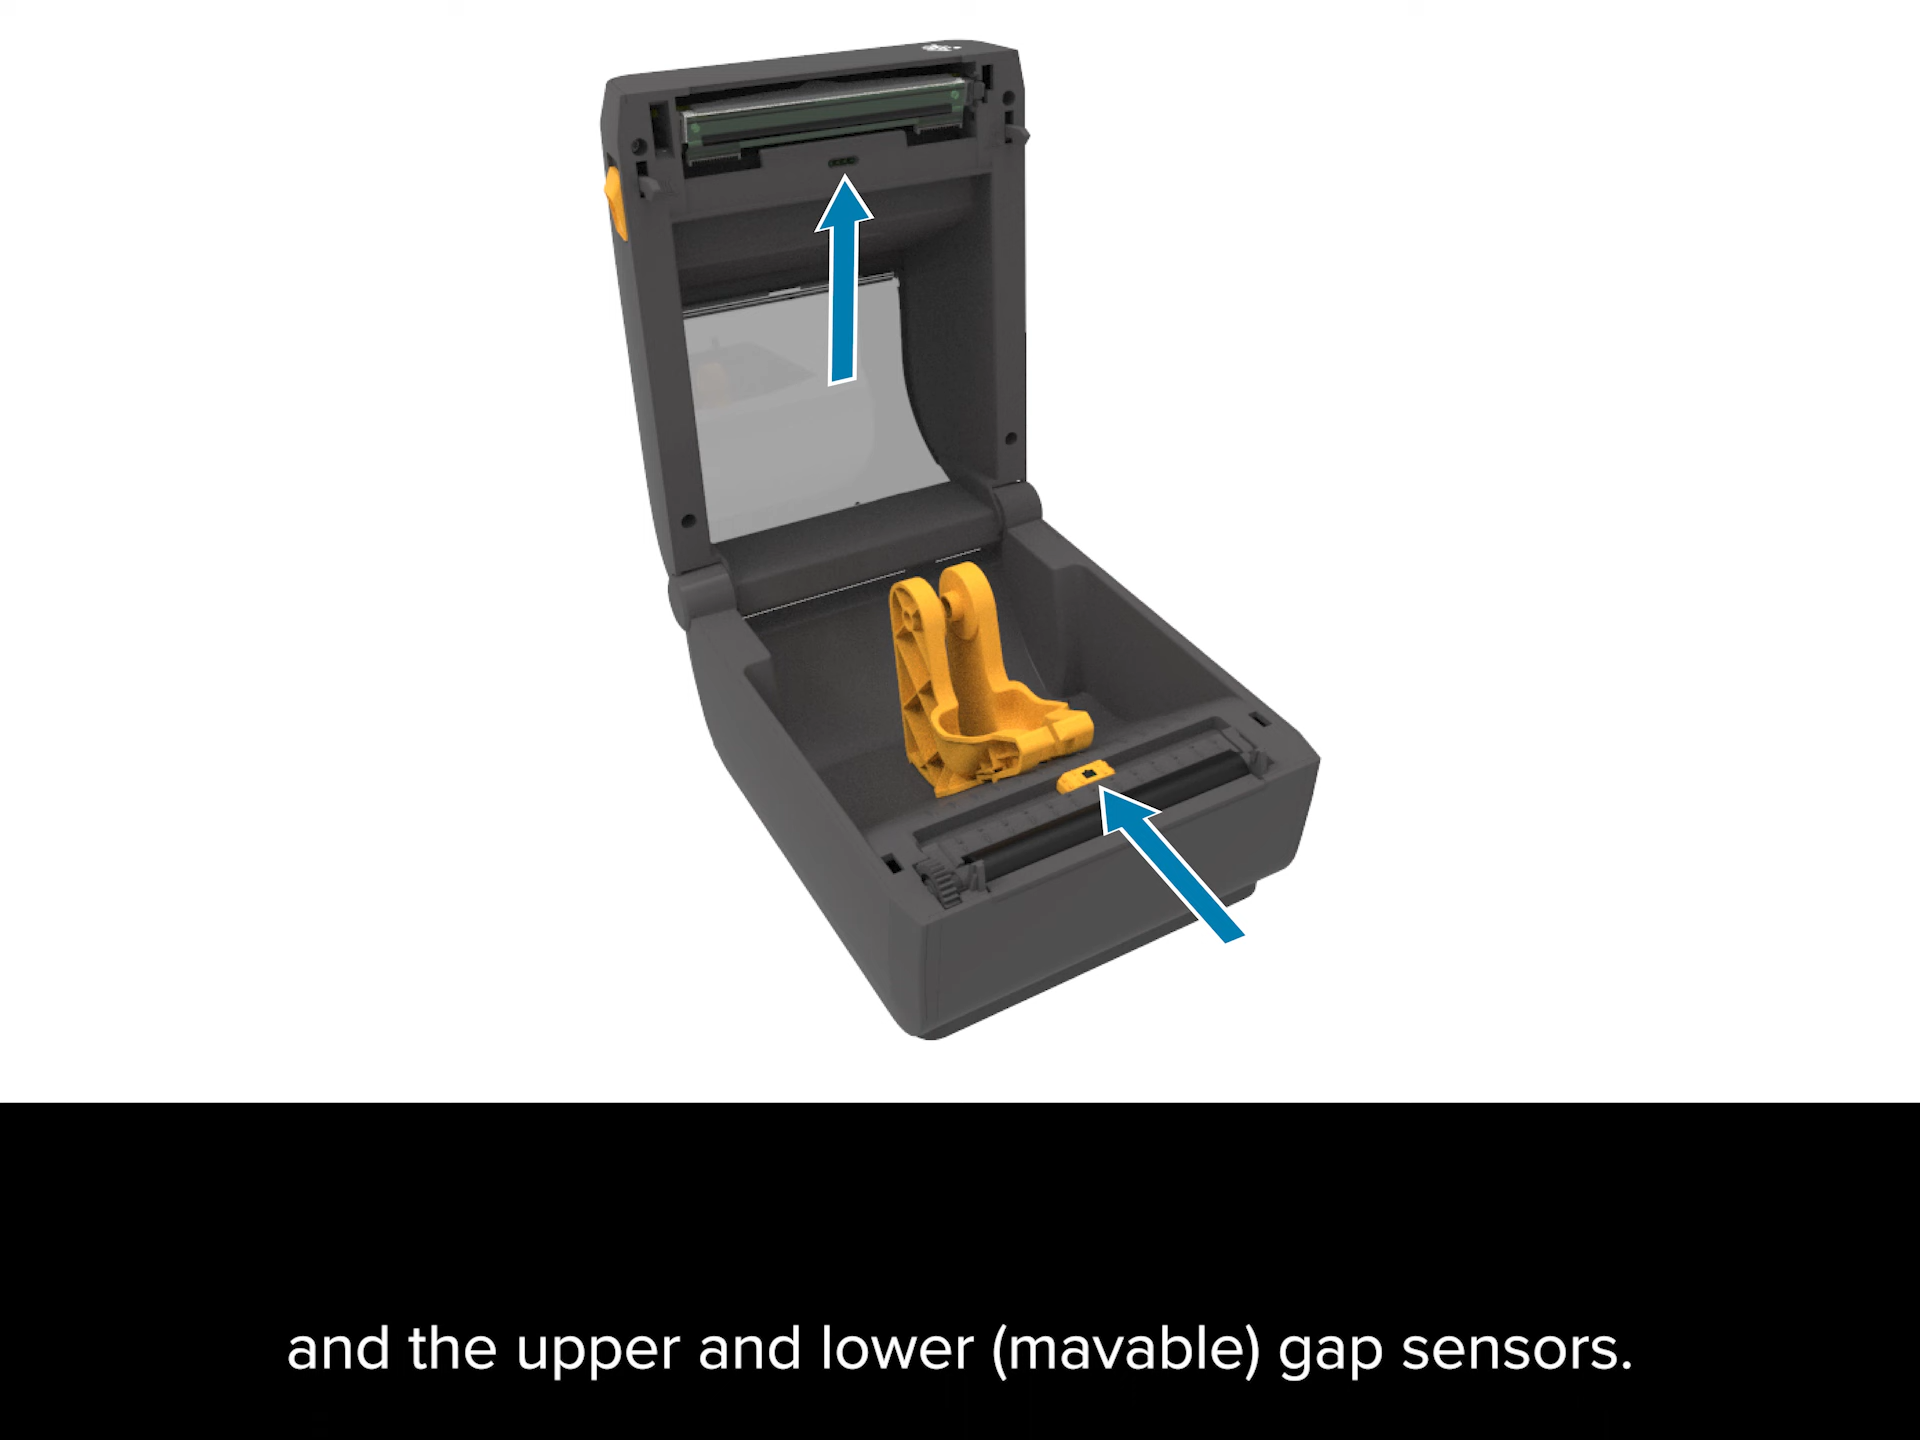 and the upper and lower (mavable) gap sensors.